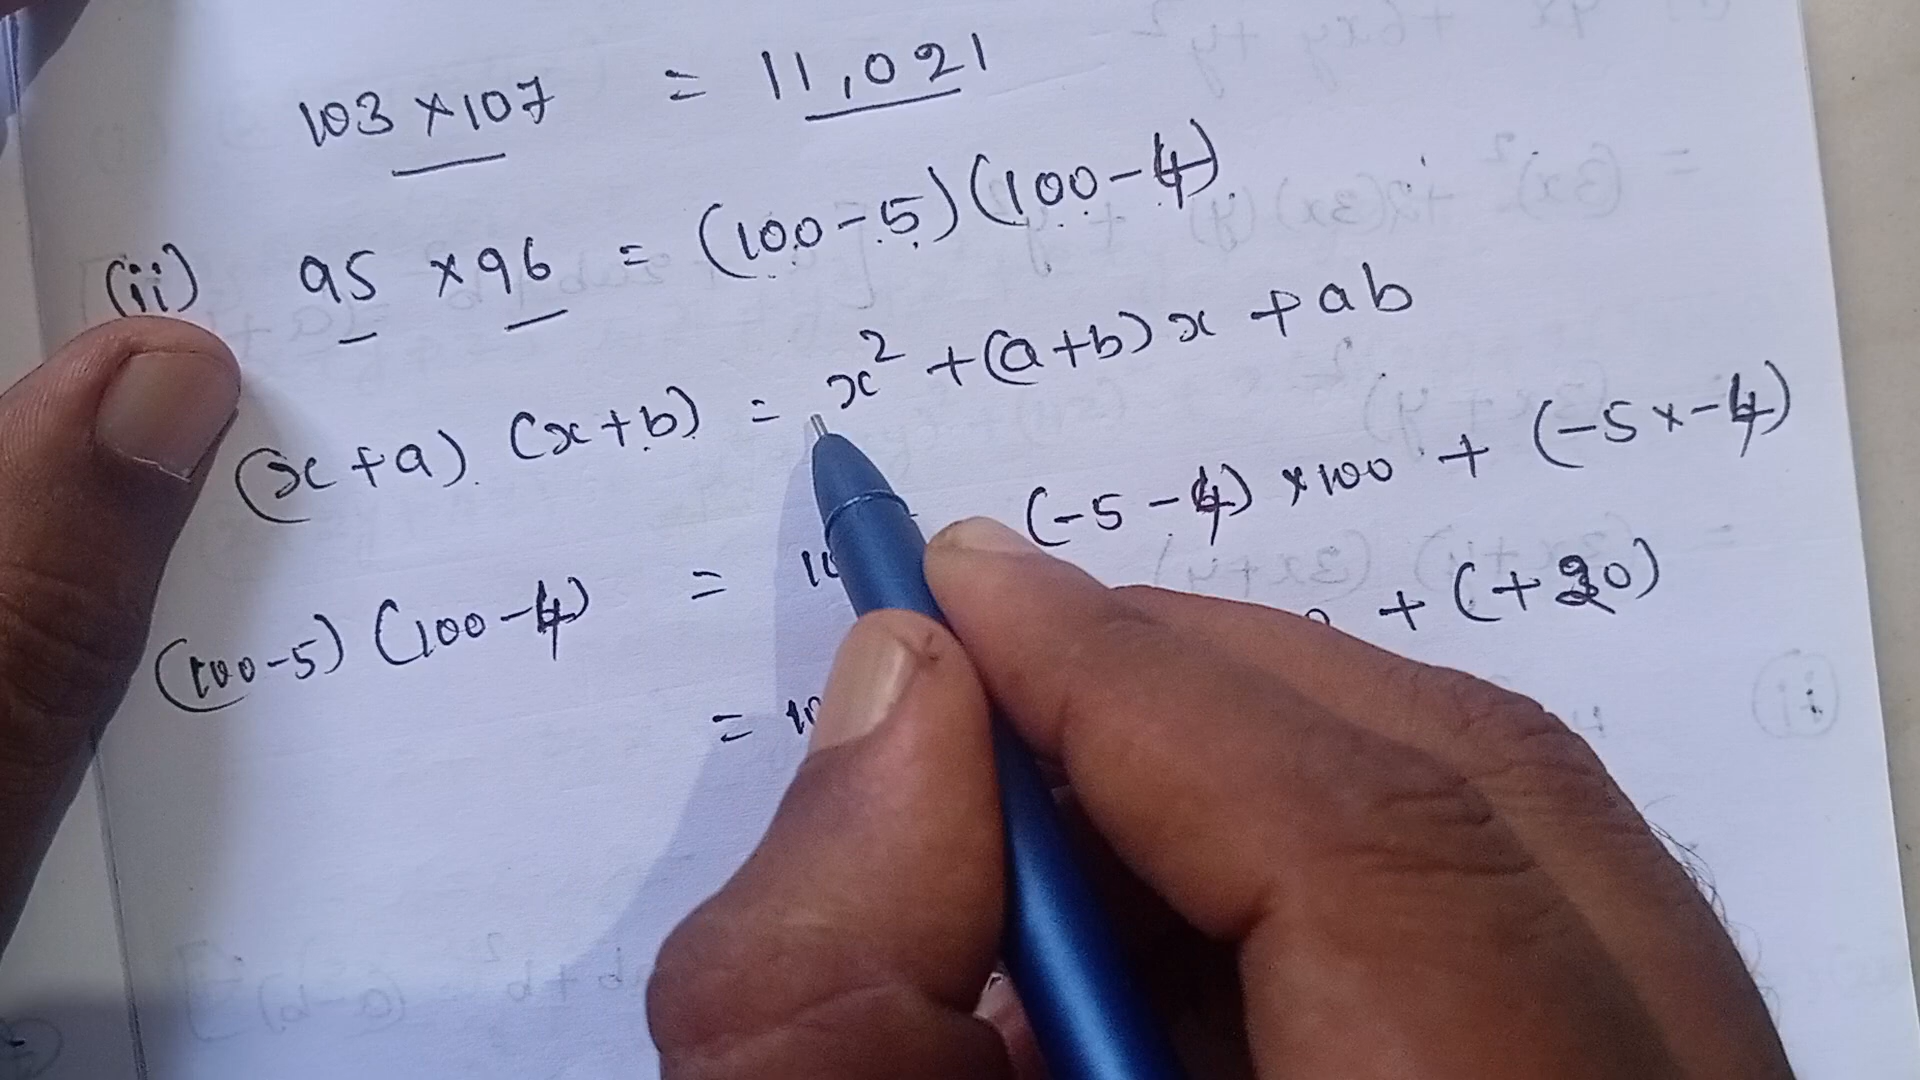 103 × 107 = 11,021
(ii) 95 × 96 = (100-5)(100-4)
(x+a)(x+b) = x² + (a+b)x + ab
(100-5)(100-4) = (-5-4) × 100 + (-5 × -4)
= + (+20)